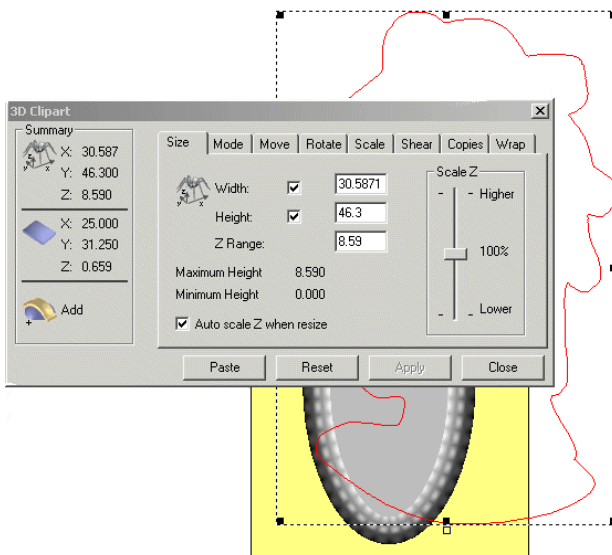 3D Clipart
Summary
X: 30.587
Y: 46.300
Z: 8.590
X: 25.000
Y: 31.250
Z: 0.659
Add
Size Mode Move Rotate Scale Shear Copies Wrap
Width: 30.5871
Height: 46.3
Z Range: 8.59
Maximum Height 8.590
Minimum Height 0.000
Auto scale Z when resize
Scale Z
Higher
100%
Lower
Paste Reset Apply Close